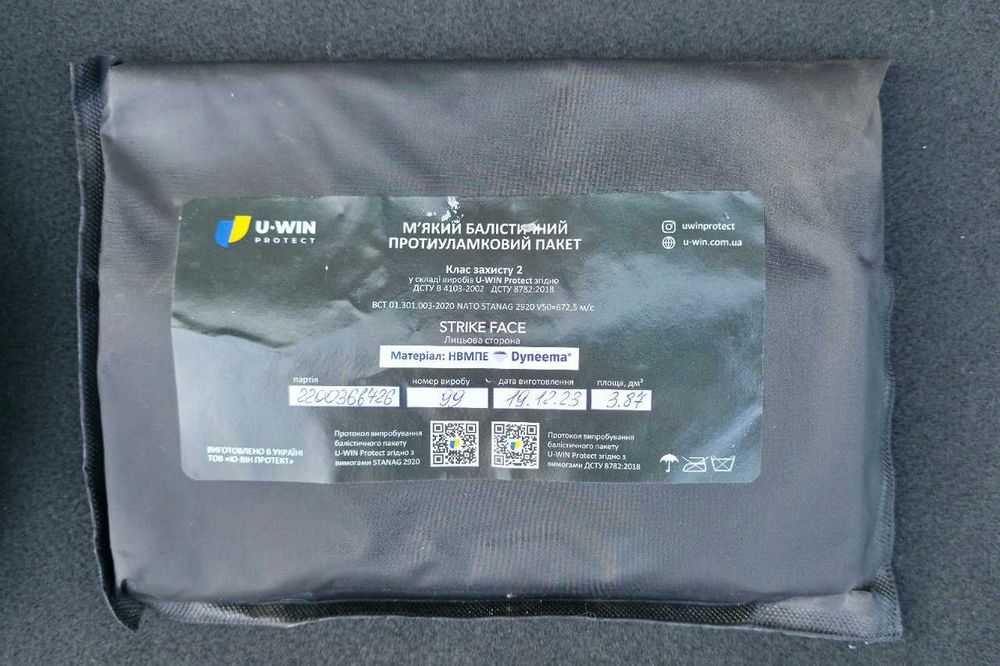 U-WIN
PROTECT
М'ЯКИЙ БАЛІСТИЧНИЙ
ПРОТИУЛАМКОВИЙ ПАКЕТ
uwinprotect
u-win.com.ua
Клас захисту 2
у складі виробів U-WIN Protect згідно
ДСТУ В 4103-2002 ДСТУ 8782:2018
ВСТ 01.301.003-2020 NATO STANAG 2920 V50=672,5 м/с
STRIKE FACE
Лицьова сторона
Матеріал: НВМПЕ Dyneema®
партія номер виробу дата виготовлення площа, дм²
2200366426 99 19.12.23 3.87
Протокол випробування
балістичного пакету
U-WIN Protect згідно з
вимогами STANAG 2920
Протокол випробування
балістичного пакету
U-WIN Protect згідно з
вимогами ДСТУ 8782:2018
ВИГОТОВЛЕНО В УКРАЇНІ
ТОВ «Ю-ВІН ПРОТЕКТ»